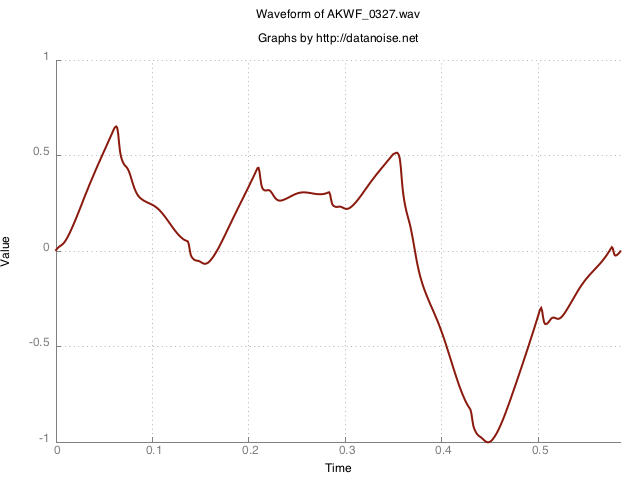 Waveform of AKWF_0327.wav
Graphs by http://datanoise.net
1
0.5
0
-0.5
-1
Value
0 0.1 0.2 0.3 0.4 0.5
Time